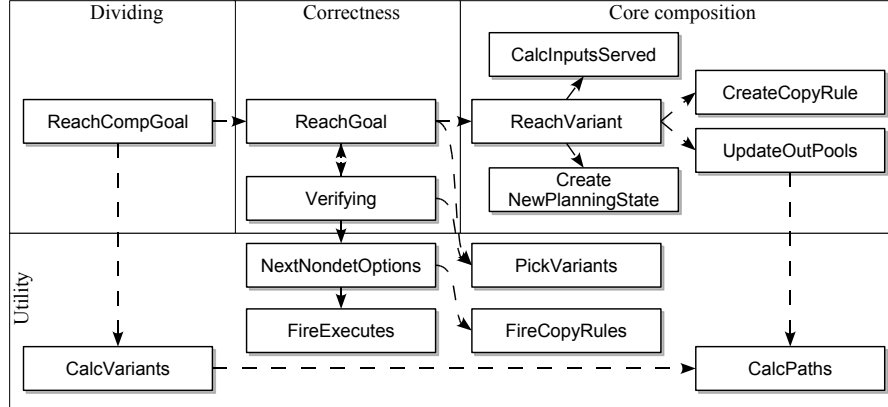 Dividing
Correctness
Core composition
CalcInputsServed
CreateCopyRule
ReachCompGoal
ReachGoal
ReachVariant
UpdateOutPools
Verifying
Create
NewPlanningState
Utility
NextNondetOptions
PickVariants
FireExecutes
FireCopyRules
CalcVariants
CalcPaths